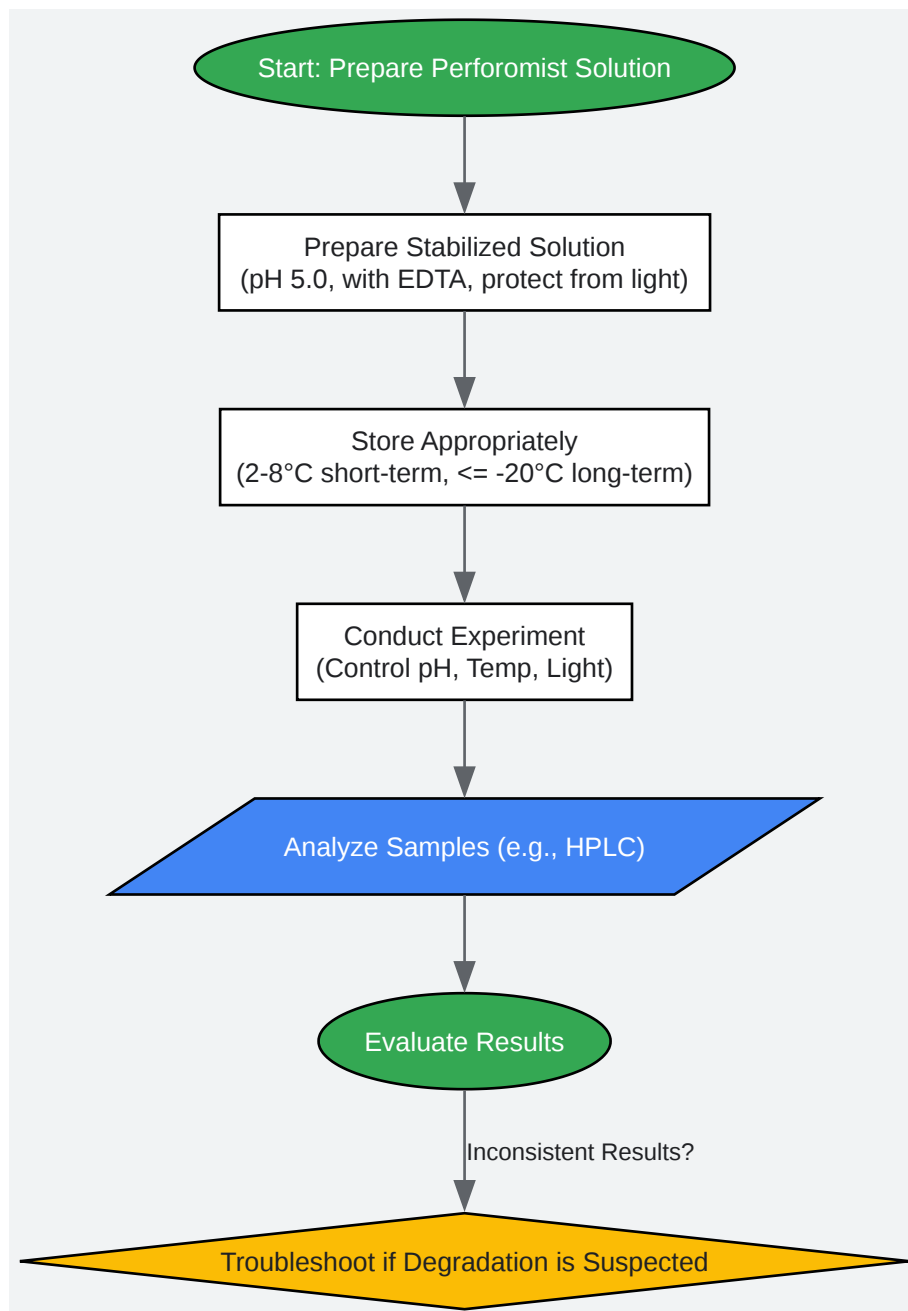 Start: Prepare Perforomist Solution
Prepare Stabilized Solution
(pH 5.0, with EDTA, protect from light)
Store Appropriately
(2-8°C short-term, <= -20°C long-term)
Conduct Experiment
(Control pH, Temp, Light)
Analyze Samples (e.g., HPLC)
Evaluate Results
Inconsistent Results?
Troubleshoot if Degradation is Suspected